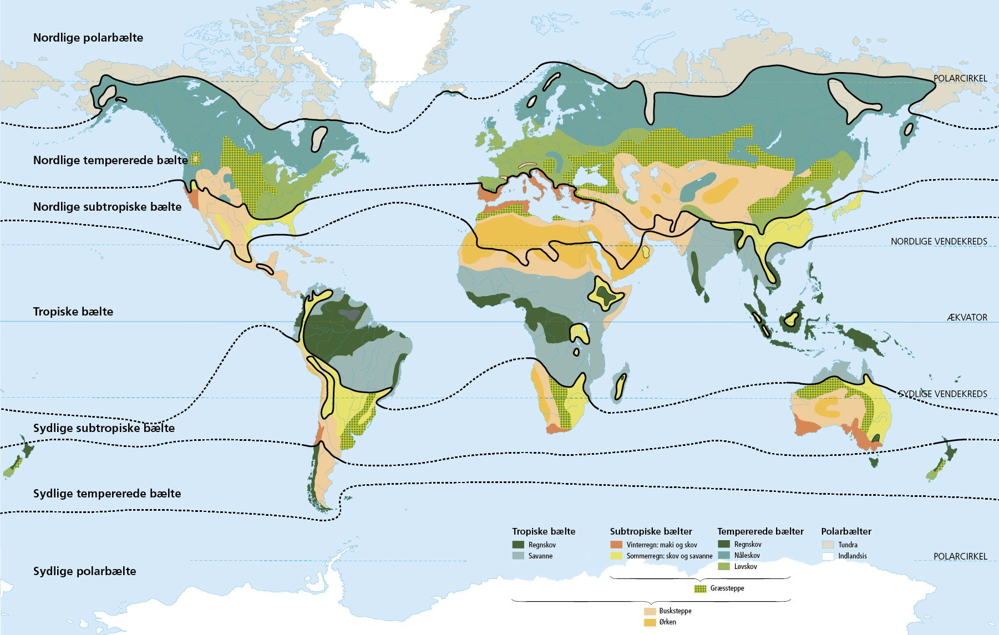 Nordlige polarbælte
POLARCIRKEL
Nordlige tempererede bælte
Nordlige subtropiske bælte
NORDLIGE VENDEKREDS
Tropiske bælte
ÆKVATOR
SYDLIGE VENDEKREDS
Sydlige subtropiske bælte
Sydlige tempererede bælte
Sydlige polarbælte
POLARCIRKEL
Tropiske bælte
Regnskov
Savanne
Subtropiske bælter
Vinterregn: maki og skov
Sommerregn: skov og savanne
Tempererede bælter
Regnskov
Nåleskov
Løvskov
Polarbælter
Tundra
Indlandsis
Græssteppe
Busksteppe
Ørken